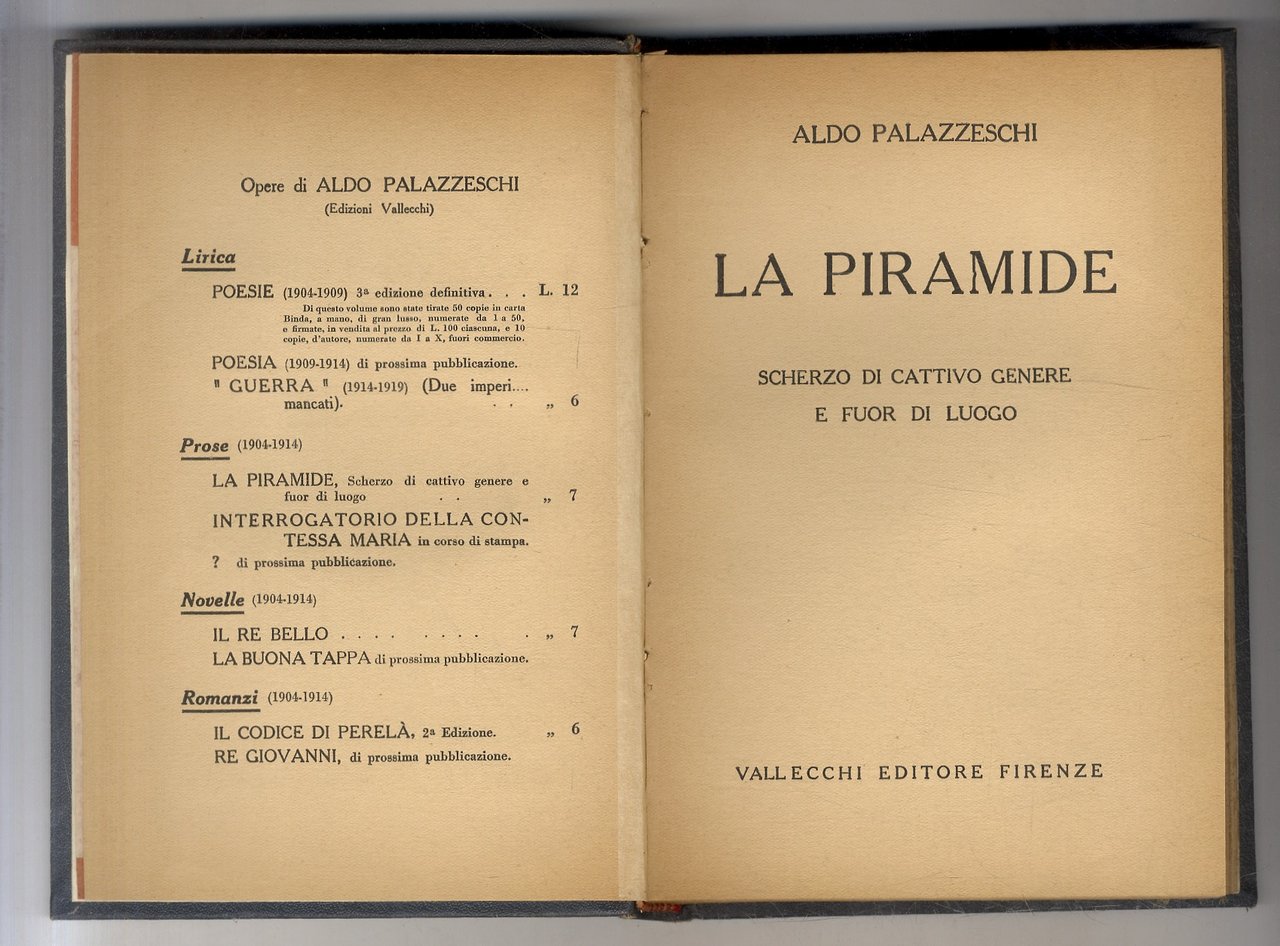 Opere di ALDO PALAZZESCHI
(Edizioni Vallecchi)
Lirica
POESIE (1904-1909) 3ª edizione definitiva. . . L. 12
Di questo volume sono state tirate 50 copie in carta
Binda, a mano, di gran lusso, numerate da 1 a 50,
e firmate, in vendita al prezzo di L. 100 ciascuna, e 10
copie, d'autore, numerate da I a X, fuori commercio.
POESIA (1909-1914) di prossima pubblicazione.
" GUERRA " (1914-1919) (Due imperi....
mancati). . . „ 6
Prose (1904-1914)
LA PIRAMIDE, Scherzo di cattivo genere e
fuor di luogo . . „ 7
INTERROGATORIO DELLA CON-
TESSA MARIA in corso di stampa.
? di prossima pubblicazione.
Novelle (1904-1914)
IL RE BELLO . . . . . . . . . „ 7
LA BUONA TAPPA di prossima pubblicazione.
Romanzi (1904-1914)
IL CODICE DI PERELÀ, 2ª Edizione. „ 6
RE GIOVANNI, di prossima pubblicazione.
ALDO PALAZZESCHI
LA PIRAMIDE
SCHERZO DI CATTIVO GENERE
E FUOR DI LUOGO
VALLECCHI EDITORE FIRENZE